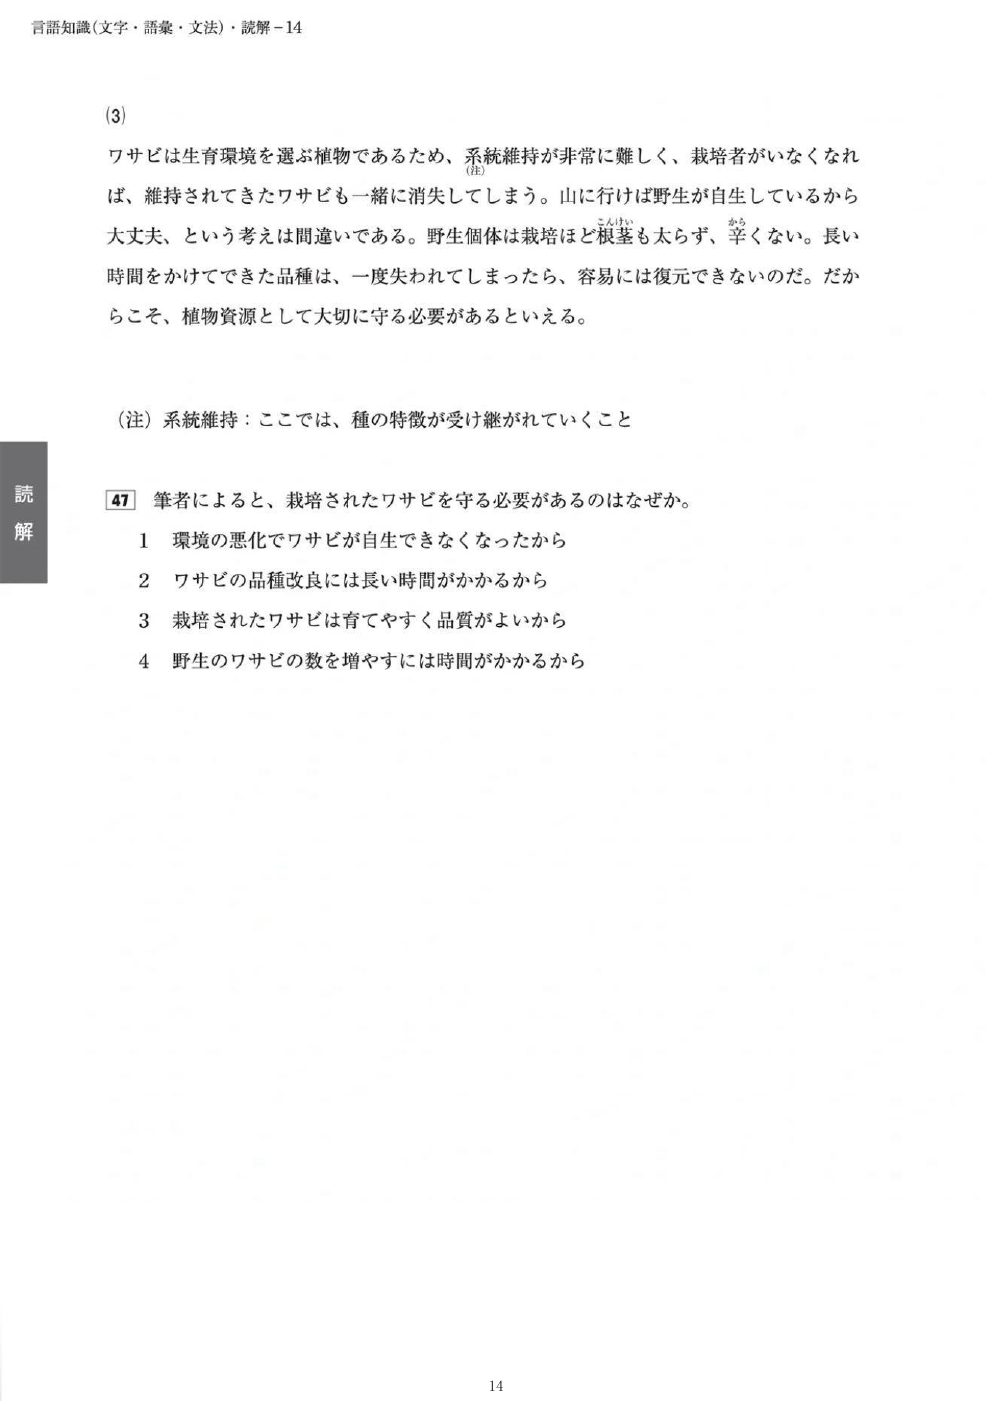 言語知識(文字・語彙・文法)・読解－14
(3)
ワサビは生育環境を選ぶ植物であるため、系統維持が非常に難しく、栽培者がいなくなれ
(注)
ば、維持されてきたワサビも一緒に消失してしまう。山に行けば野生が自生しているから
こんけい から
大丈夫、という考えは間違いである。野生個体は栽培ほど根茎も太らず、辛くない。長い
時間をかけてできた品種は、一度失われてしまったら、容易には復元できないのだ。だか
らこそ、植物資源として大切に守る必要があるといえる。
(注) 系統維持：ここでは、種の特徴が受け継がれていくこと
読解
47 筆者によると、栽培されたワサビを守る必要があるのはなぜか。
1 環境の悪化でワサビが自生できなくなったから
2 ワサビの品種改良には長い時間がかかるから
3 栽培されたワサビは育てやすく品質がよいから
4 野生のワサビの数を増やすには時間がかかるから
14